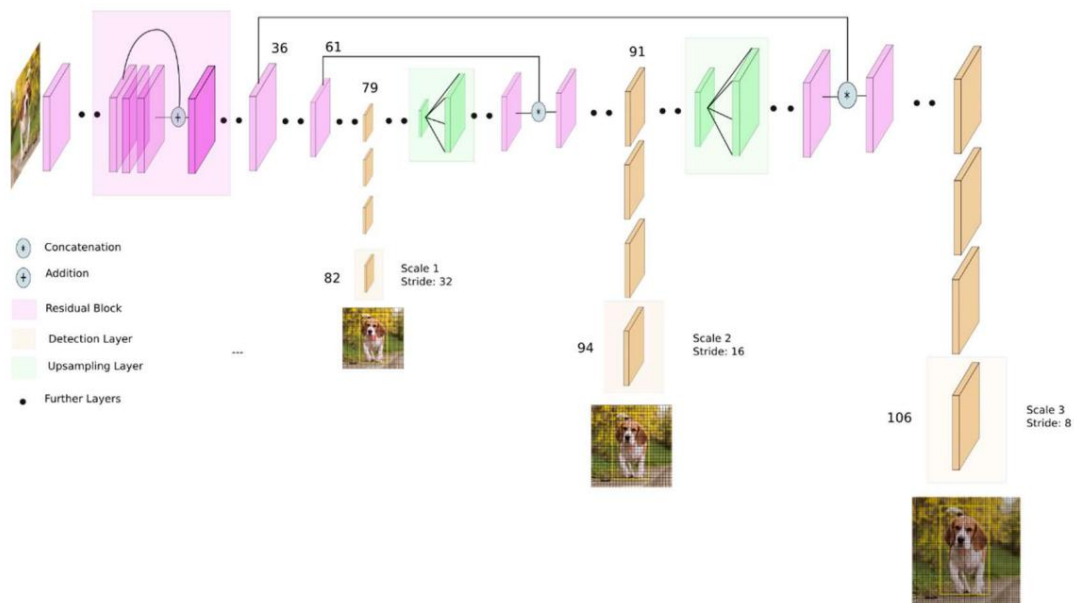 36
61
91
79
Concatenation
Addition
Residual Block
Detection Layer
Upsampling Layer
Further Layers
82
Scale 1
Stride: 32
94
Scale 2
Stride: 16
106
Scale 3
Stride: 8